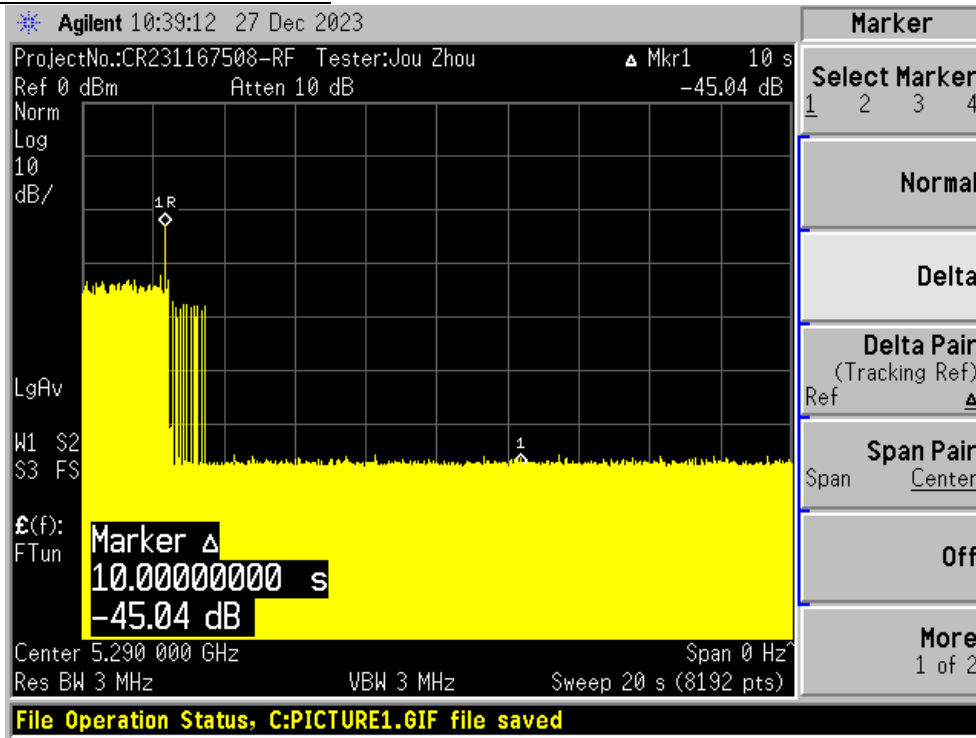 Agilent 10:39:12 27 Dec 2023
Marker
ProjectNo.:CR231167508-RF Tester:Jou Zhou
Δ Mkr1 10 s
Ref 0 dBm Atten 10 dB -45.04 dB
Norm
Log
10
dB/
1R
LgAv
W1 S2
S3 FS
1
£(f):
FTun
Marker Δ
10.00000000 s
-45.04 dB
Center 5.290 000 GHz Span 0 Hz^
Res BW 3 MHz VBW 3 MHz Sweep 20 s (8192 pts)
Select Marker
1 2 3 4
Normal
Delta
Delta Pair
(Tracking Ref)
Ref Δ
Span Pair
Span Center
Off
More
1 of 2
File Operation Status, C:PICTURE1.GIF file saved